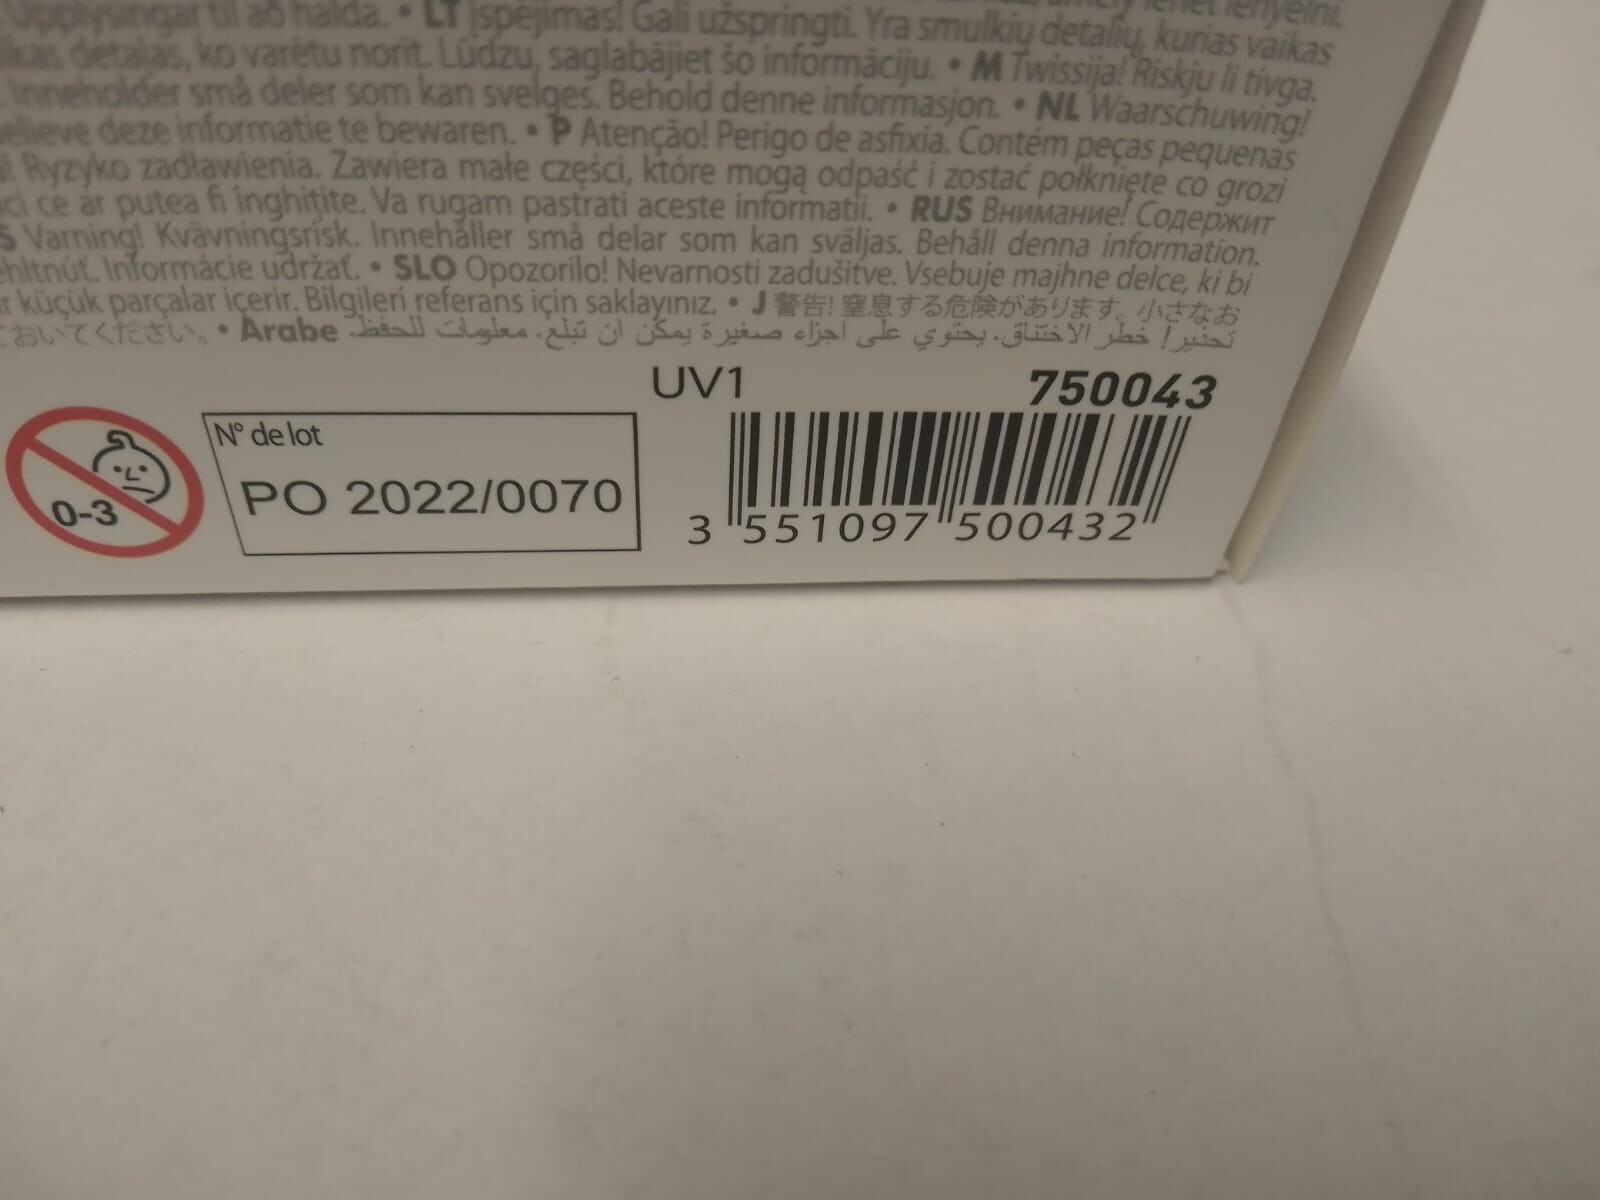 Upplýsingar til að halda. • LT Įspėjimas! Gali užspringti. Yra smulkių detalių, kurias vaikas
detaļas, ko varētu norīt. Lūdzu, saglabājiet šo informāciju. • M Twissija! Riskju li tivga.
Inneholder små deler som kan svelges. Behold denne informasjon. • NL Waarschuwing!
deze informatie te bewaren. • P Atenção! Perigo de asfixia. Contém peças pequenas
Ryzyko zadławienia. Zawiera małe części, które mogą odpaść i zostać połknięte co grozi
ce ar putea fi înghițite. Va rugam pastrati aceste informatii. • RUS Внимание! Содержит
S Varning! Kvävningsrisk. Innehåller små delar som kan sväljas. Behåll denna information.
Informácie udržať. • SLO Opozorilo! Nevarnosti zadušitve. Vsebuje majhne delce, ki bi
küçük parçalar içerir. Bilgileri referans için saklayınız. • J 警告! 窒息する危険があります。小さなお
ておいてください。 • Arabe تحذير! خطر الاختناق. يحتوي على اجزاء صغيرة يمكن ان تبلع. معلومات للحفظ
UV1 750043
0-3
N° de lot
PO 2022/0070
3 551097 500432